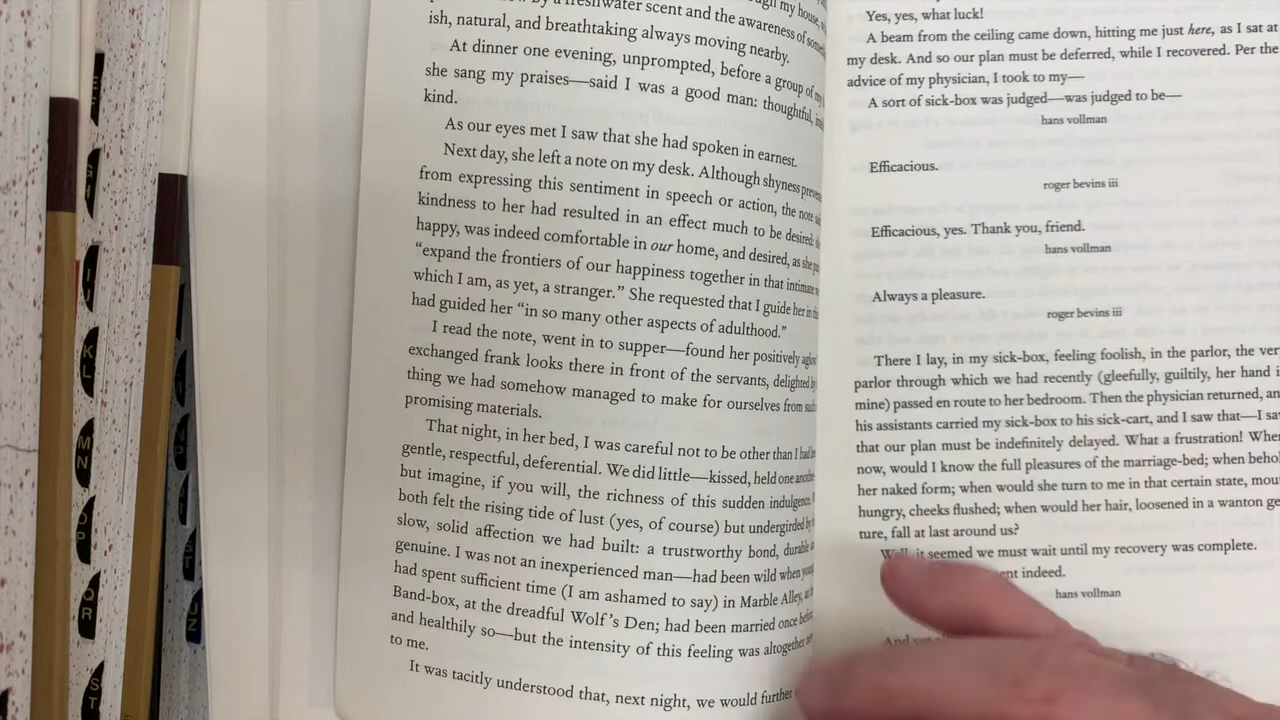 by a freshwater scent and the awareness of
ish, natural, and breathtaking always moving nearby.
At dinner one evening, unprompted, before a group of my
she sang my praises—said I was a good man: thoughtful,
kind.
As our eyes met I saw that she had spoken in earnest.
Next day, she left a note on my desk. Although shyness
from expressing this sentiment in speech or action, the note
kindness to her had resulted in an effect much to be desired:
happy, was indeed comfortable in our home, and desired, as she
“expand the frontiers of our happiness together in that intimate
which I am, as yet, a stranger.” She requested that I guide her in
had guided her “in so many other aspects of adulthood.”
I read the note, went in to supper—found her positively
exchanged frank looks there in front of the servants, delighted
thing we had somehow managed to make for ourselves from
promising materials.
That night, in her bed, I was careful not to be other than I had
gentle, respectful, deferential. We did little—kissed, held one
but imagine, if you will, the richness of this sudden indulgence.
both felt the rising tide of lust (yes, of course) but undergirded by
slow, solid affection we had built: a trustworthy bond, durable
genuine. I was not an inexperienced man—had been wild when
had spent sufficient time (I am ashamed to say) in Marble Alley,
Band-box, at the dreadful Wolf’s Den; had been married once
and healthily so—but the intensity of this feeling was altogether
to me.
It was tacitly understood that, next night, we would further
Yes, yes, what luck!
A beam from the ceiling came down, hitting me just here, as I sat at
my desk. And so our plan must be deferred, while I recovered. Per the
advice of my physician, I took to my—
A sort of sick-box was judged—was judged to be—
hans vollman
Efficacious.
roger bevins iii
Efficacious, yes. Thank you, friend.
hans vollman
Always a pleasure.
roger bevins iii
There I lay, in my sick-box, feeling foolish, in the parlor, the
parlor through which we had recently (gleefully, guiltily, her hand
mine) passed en route to her bedroom. Then the physician returned,
his assistants carried my sick-box to his sick-cart, and I saw that—I
that our plan must be indefinitely delayed. What a frustration!
now, would I know the full pleasures of the marriage-bed; when
her naked form; when would she turn to me in that certain state,
hungry, cheeks flushed; when would her hair, loosened in a wanton
ture, fall at last around us?
Well, it seemed we must wait until my recovery was complete.
indeed.
hans vollman
G H
I J
K L
M N
O P
Q R
S T